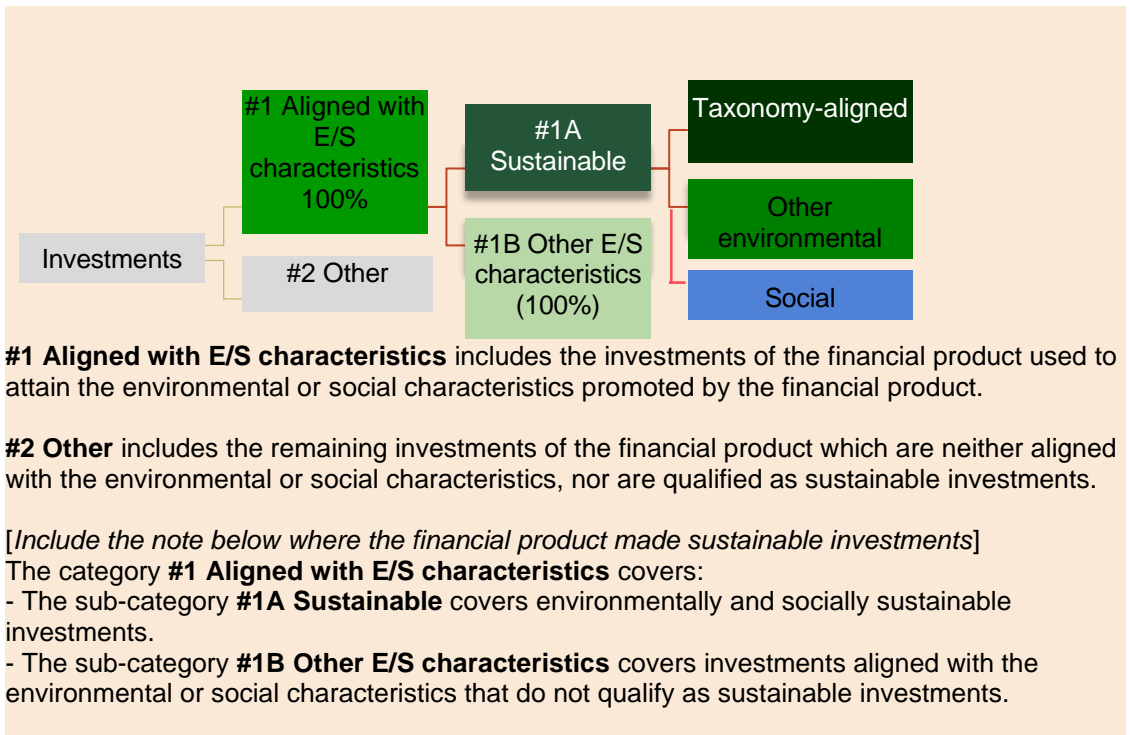 #1 Aligned with
E/S
characteristics
100%
#1A
Sustainable
Taxonomy-aligned
Investments
#2 Other
#1B Other E/S
characteristics
(100%)
Other
environmental
Social
#1 Aligned with E/S characteristics includes the investments of the financial product used to
attain the environmental or social characteristics promoted by the financial product.
#2 Other includes the remaining investments of the financial product which are neither aligned
with the environmental or social characteristics, nor are qualified as sustainable investments.
[Include the note below where the financial product made sustainable investments]
The category #1 Aligned with E/S characteristics covers:
- The sub-category #1A Sustainable covers environmentally and socially sustainable
investments.
- The sub-category #1B Other E/S characteristics covers investments aligned with the
environmental or social characteristics that do not qualify as sustainable investments.